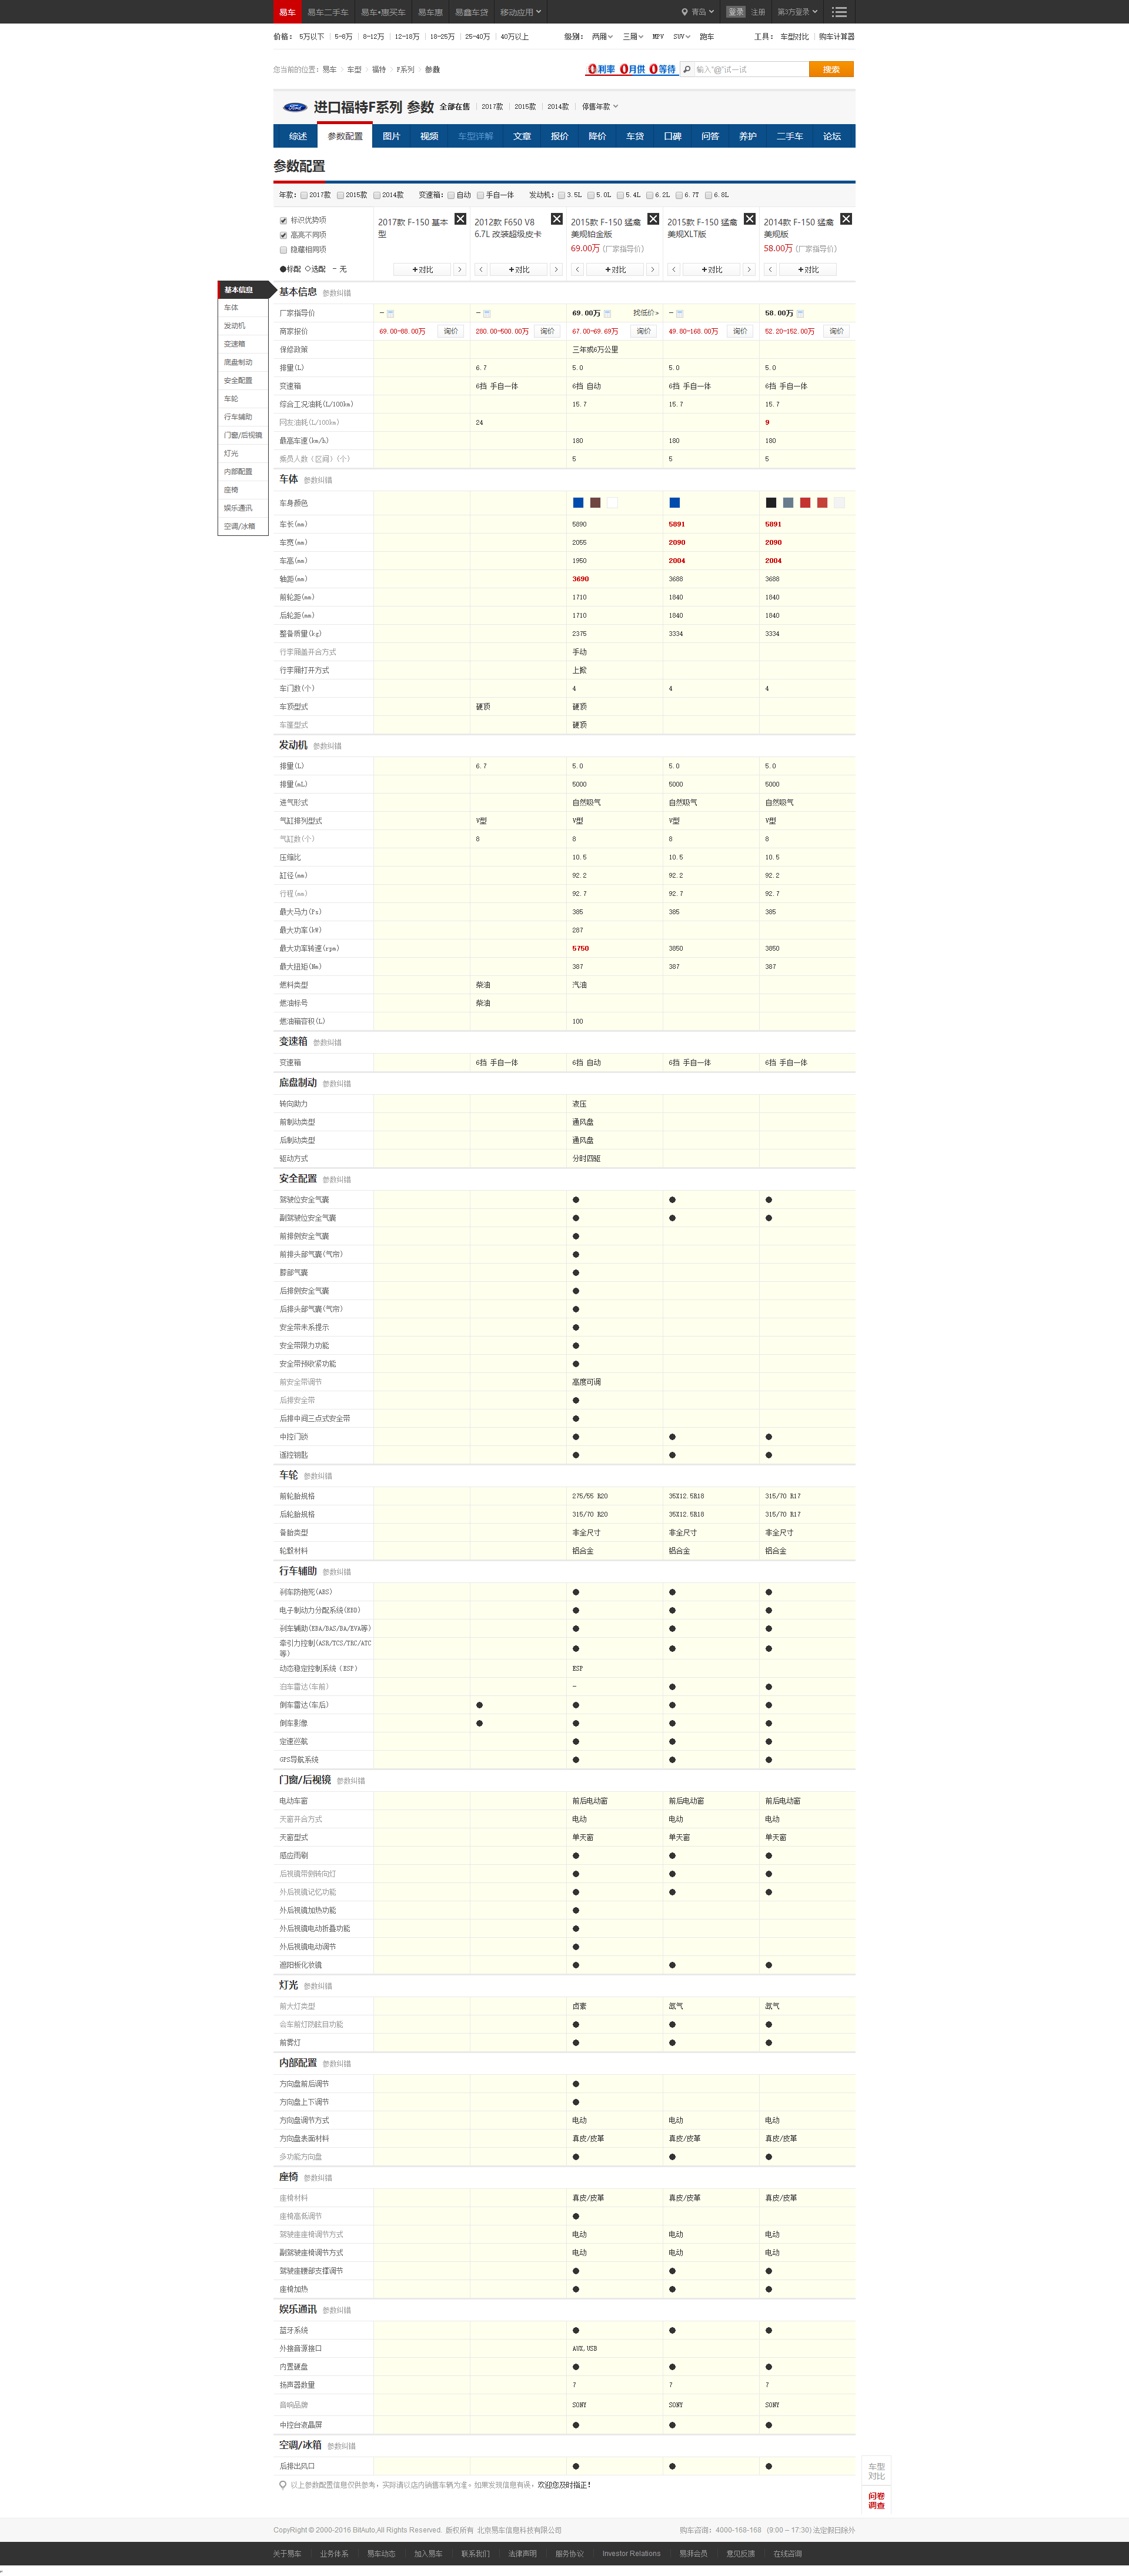 易车 易车二手车 易车•惠买车 易车惠 易鑫车贷 移动应用 青岛 登录 注册 第3方登录
价格: 5万以下 5-8万 8-12万 12-18万 18-25万 25-40万 40万以上 级别: 两厢 三厢 MPV SUV 跑车 工具: 车型对比 购车计算器
您当前的位置: 易车 > 车型 > 福特 > F系列 > 参数 0利率 0月供 0等待 输入"@"试一试 搜索
进口福特F系列 参数 全部在售 2017款 2015款 2014款 停售年款
综述 参数配置 图片 视频 车型详解 文章 报价 降价 车贷 口碑 问答 养护 二手车 论坛
参数配置
年款: 2017款 2015款 2014款 变速箱: 自动 手自一体 发动机: 3.5L 5.0L 5.4L 6.2L 6.7T 6.8L
标识优势项
高亮不同项
隐藏相同项
●标配 ○选配 - 无
2017款 F-150 基本型
2012款 F650 V8 6.7L 改装超级皮卡
2015款 F-150 猛禽 美规铂金版
69.00万 (厂家指导价)
2015款 F-150 猛禽 美规XLT版
2014款 F-150 猛禽 美规版
58.00万 (厂家指导价)
+对比 +对比 +对比 +对比 +对比
基本信息
车体
发动机
变速箱
底盘制动
安全配置
车轮
行车辅助
门窗/后视镜
灯光
内部配置
座椅
娱乐通讯
空调/冰箱
基本信息 参数纠错
厂家指导价 - - 69.00万 找低价> - 58.00万
商家报价 69.00-88.00万 询价 280.00-500.00万 询价 67.00-69.69万 询价 49.80-168.00万 询价 52.20-152.00万 询价
保修政策 三年或6万公里
排量(L) 6.7 5.0 5.0 5.0
变速箱 6挡 手自一体 6挡 自动 6挡 手自一体 6挡 手自一体
综合工况油耗(L/100km) 15.7 15.7 15.7
网友油耗(L/100km) 24 9
最高车速(km/h) 180 180 180
乘员人数（区间）(个) 5 5 5
车体 参数纠错
车身颜色
车长(mm) 5890 5891 5891
车宽(mm) 2055 2090 2090
车高(mm) 1950 2004 2004
轴距(mm) 3690 3688 3688
前轮距(mm) 1710 1840 1840
后轮距(mm) 1710 1840 1840
整备质量(kg) 2375 3334 3334
行李厢盖开合方式 手动
行李厢打开方式 上掀
车门数(个) 4 4 4
车顶型式 硬顶 硬顶
车篷型式 硬顶
发动机 参数纠错
排量(L) 6.7 5.0 5.0 5.0
排量(mL) 5000 5000 5000
进气形式 自然吸气 自然吸气 自然吸气
气缸排列型式 V型 V型 V型 V型
气缸数(个) 8 8 8 8
压缩比 10.5 10.5 10.5
缸径(mm) 92.2 92.2 92.2
行程(mm) 92.7 92.7 92.7
最大马力(Ps) 385 385 385
最大功率(kW) 287
最大功率转速(rpm) 5750 3850 3850
最大扭矩(Nm) 387 387 387
燃料类型 柴油 汽油
燃油标号 柴油
燃油箱容积(L) 100
变速箱 参数纠错
变速箱 6挡 手自一体 6挡 自动 6挡 手自一体 6挡 手自一体
底盘制动 参数纠错
转向助力 液压
前制动类型 通风盘
后制动类型 通风盘
驱动方式 分时四驱
安全配置 参数纠错
驾驶位安全气囊 ● ● ●
副驾驶位安全气囊 ● ● ●
前排侧安全气囊 ●
前排头部气囊(气帘) ●
膝部气囊 ●
后排侧安全气囊 ●
后排头部气囊(气帘) ●
安全带未系提示 ●
安全带限力功能 ●
安全带预收紧功能 ●
前安全带调节 高度可调
后排安全带 ●
后排中间三点式安全带 ●
中控门锁 ● ● ●
遥控钥匙 ● ● ●
车轮 参数纠错
前轮胎规格 275/55 R20 35X12.5R18 315/70 R17
后轮胎规格 315/70 R20 35X12.5R18 315/70 R17
备胎类型 非全尺寸 非全尺寸 非全尺寸
轮毂材料 铝合金 铝合金 铝合金
行车辅助 参数纠错
刹车防抱死(ABS) ● ● ●
电子制动力分配系统(EBD) ● ● ●
刹车辅助(EBA/BAS/BA/EVA等) ● ● ●
牵引力控制(ASR/TCS/TRC/ATC等) ● ● ●
动态稳定控制系统（ESP） ESP
泊车雷达(车前) - ● ●
倒车雷达(车后) ● ● ● ●
倒车影像 ● ● ● ●
定速巡航 ● ● ●
GPS导航系统 ● ● ●
门窗/后视镜 参数纠错
电动车窗 前后电动窗 前后电动窗 前后电动窗
天窗开合方式 电动 电动 电动
天窗型式 单天窗 单天窗 单天窗
感应雨刷 ● ● ●
后视镜带侧转向灯 ● ● ●
外后视镜记忆功能 ● ● ●
外后视镜加热功能 ●
外后视镜电动折叠功能 ●
外后视镜电动调节 ●
遮阳板化妆镜 ● ● ●
灯光 参数纠错
前大灯类型 卤素 氙气 氙气
会车前灯防眩目功能 ● ● ●
前雾灯 ● ● ●
内部配置 参数纠错
方向盘前后调节 ●
方向盘上下调节 ●
方向盘调节方式 电动 电动 电动
方向盘表面材料 真皮/皮革 真皮/皮革 真皮/皮革
多功能方向盘 ● ● ●
座椅 参数纠错
座椅材料 真皮/皮革 真皮/皮革 真皮/皮革
座椅高低调节 ●
驾驶座座椅调节方式 电动 电动 电动
副驾驶座椅调节方式 电动 电动 电动
驾驶座腰部支撑调节 ● ● ●
座椅加热 ● ● ●
娱乐通讯 参数纠错
蓝牙系统 ● ● ●
外接音源接口 AUX,USB
内置硬盘 ● ● ●
扬声器数量 7 7 7
音响品牌 SONY SONY SONY
中控台液晶屏 ● ● ●
空调/冰箱 参数纠错
后排出风口 ● ● ●
以上参数配置信息仅供参考，实际请以店内销售车辆为准。如果发现信息有误，欢迎您及时指正！
车型对比
问卷调查
CopyRight © 2000-2016 BitAuto,All Rights Reserved. 版权所有 北京易车信息科技有限公司 购车咨询：4000-168-168 (9:00 – 17:30) 法定假日除外
关于易车 业务体系 易车动态 加入易车 联系我们 法律声明 服务协议 Investor Relations 易湃会员 意见反馈 在线咨询